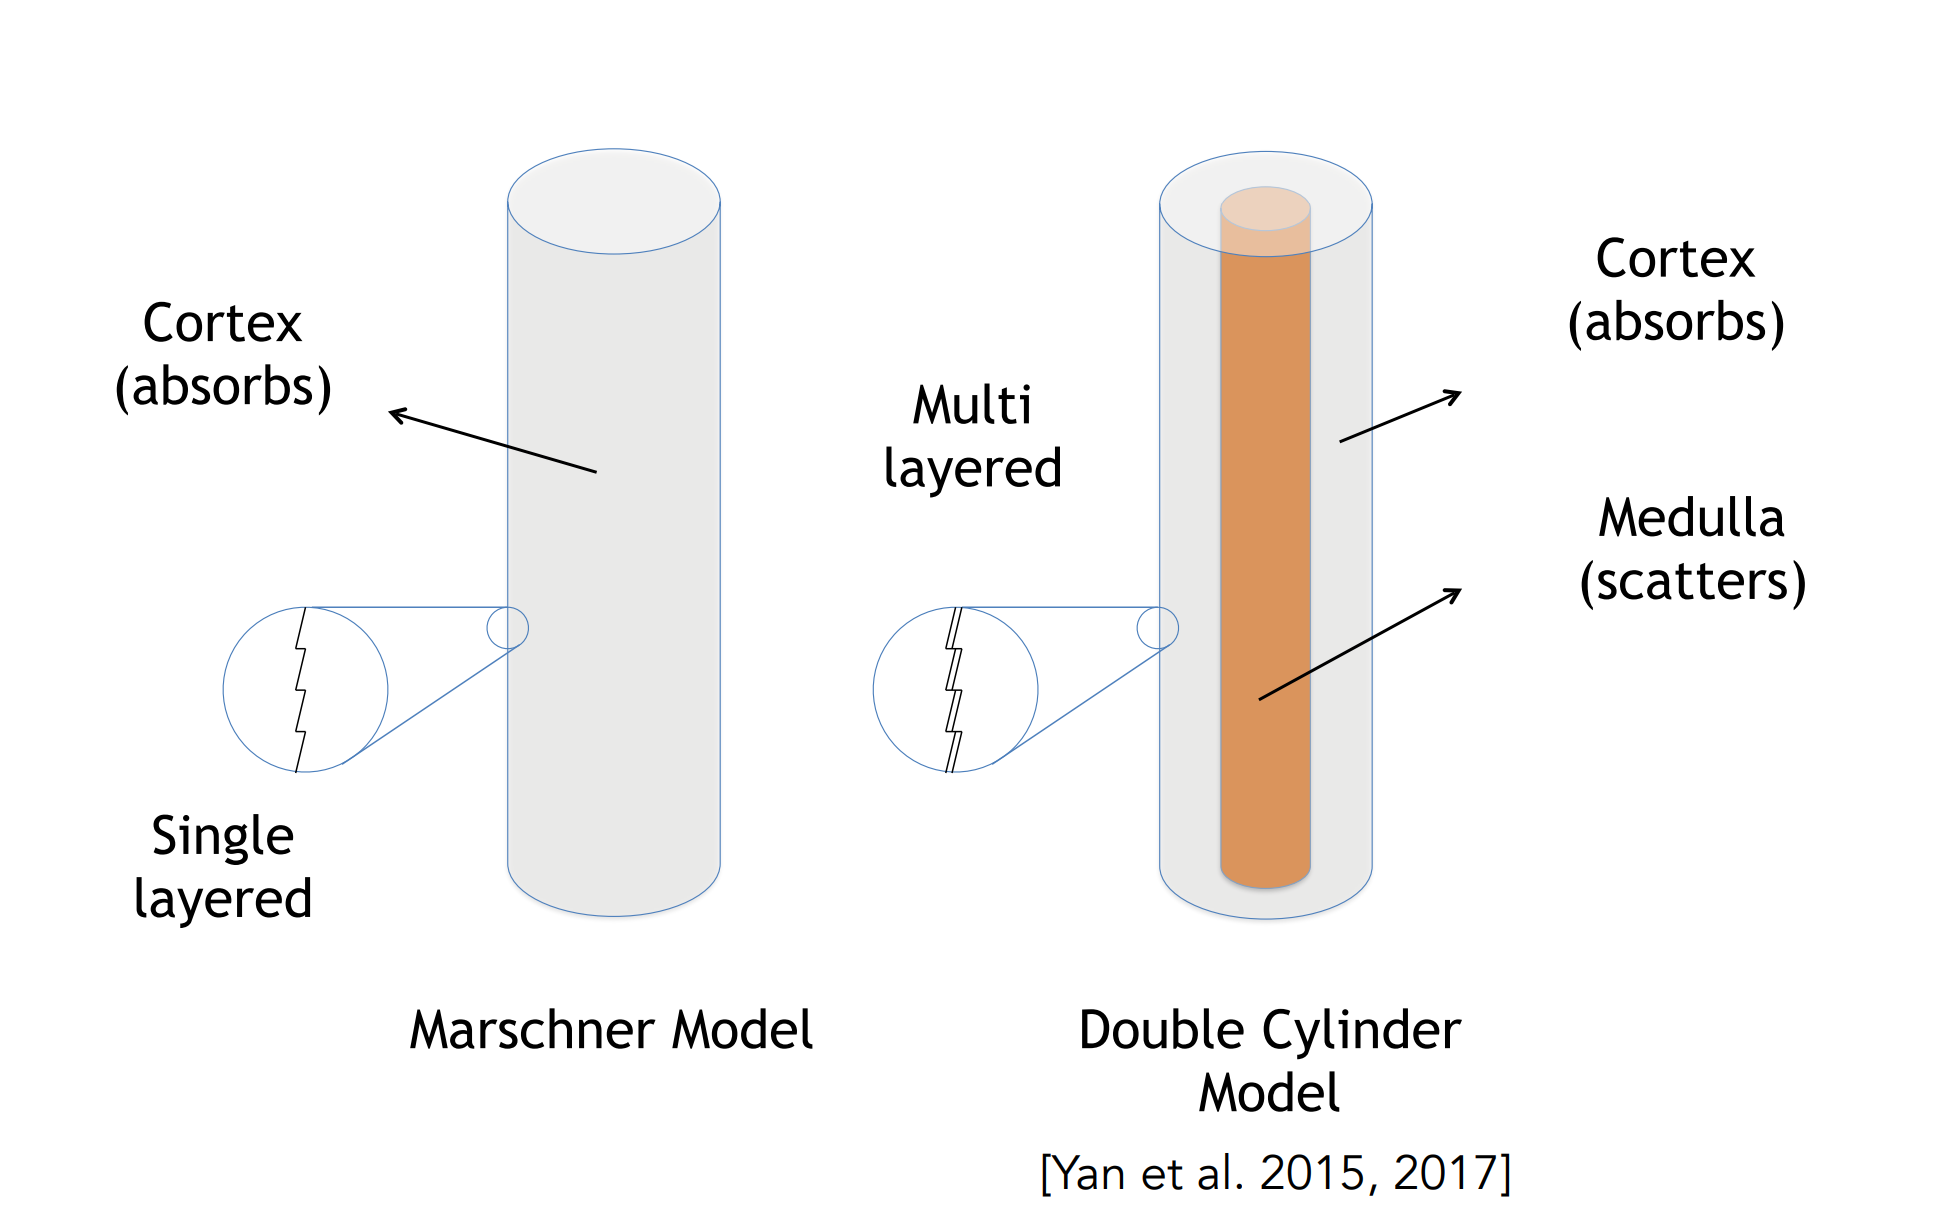 Cortex
(absorbs)
Single
layered
Marschner Model
Multi
layered
Cortex
(absorbs)
Medulla
(scatters)
Double Cylinder
Model
[Yan et al. 2015, 2017]